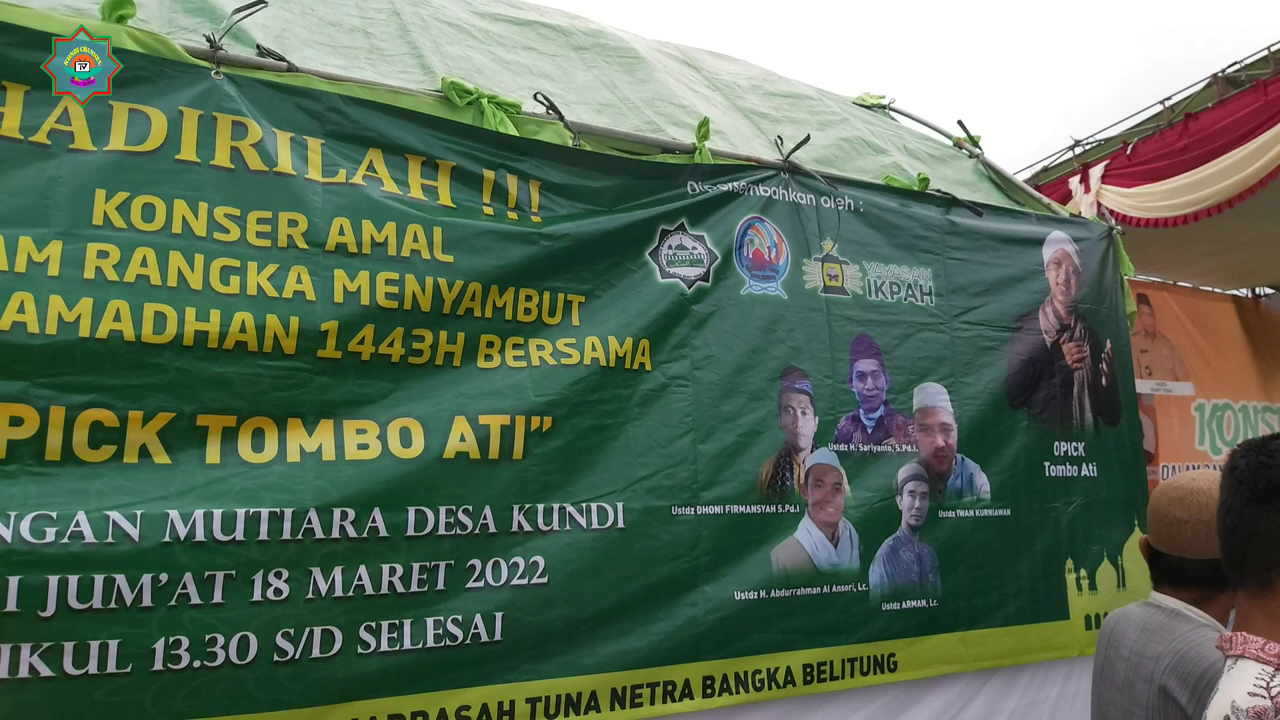 HADIRILAH !!!
KONSER AMAL
AM RANGKA MENYAMBUT
AMADHAN 1443H BERSAMA
PICK TOMBO ATI"
NGAN MUTIARA DESA KUNDI
I JUM'AT 18 MARET 2022
IKUL 13.30 S/D SELESAI
TUNA NETRA BANGKA BELITUNG
Dipersembahkan oleh :
YAYASAN
IKPAH
Ustdz H. Sariyanto, S.Pd.I
Ustdz DHONI FIRMANSYAH S.Pd.I
Ustdz IWAN KURNIAWAN
Ustdz H. Abdurrahman Al Ansori, Lc.
Ustdz ARMAN, Lc.
OPICK
Tombo Ati
KONS
TV